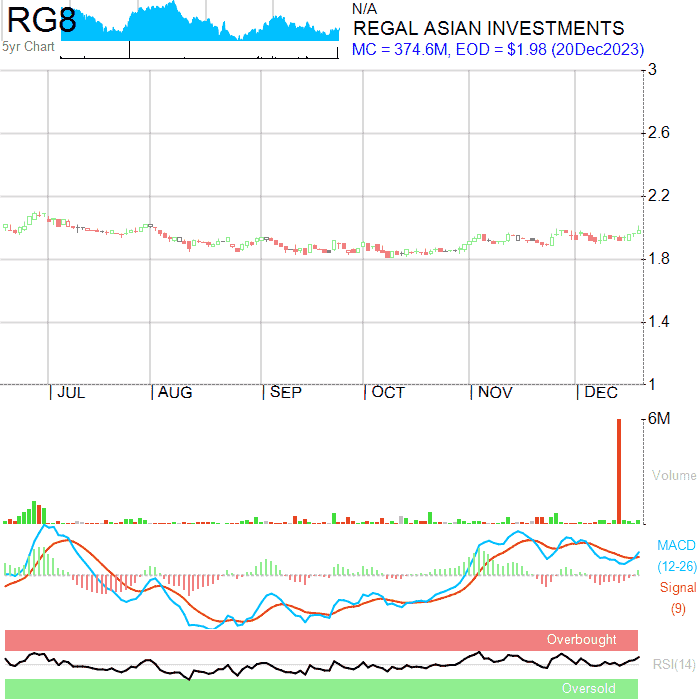 RG8
5yr Chart
N/A
REGAL ASIAN INVESTMENTS
MC = 374.6M, EOD = $1.98 (20Dec2023)
3
2.6
2.2
1.8
1.4
1
JUL AUG SEP OCT NOV DEC
6M
Volume
MACD
(12-26)
Signal
(9)
Overbought
RSI(14)
Oversold